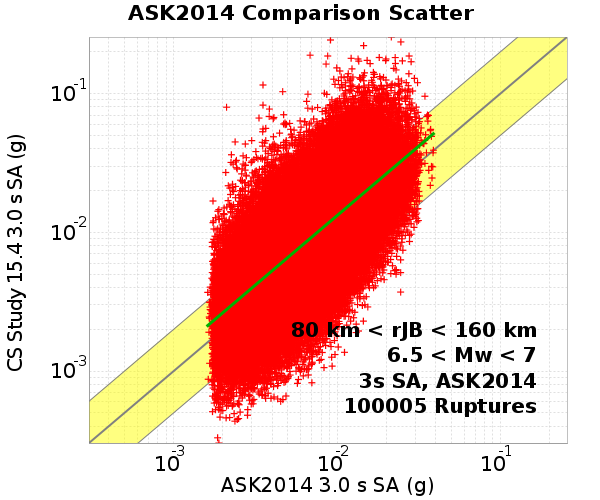 ASK2014 Comparison Scatter
CS Study 15.4 3.0 s SA (g)
10-1
10-2
10-3
80 km < rJB < 160 km
6.5 < Mw < 7
3s SA, ASK2014
100005 Ruptures
10-3 10-2 10-1
ASK2014 3.0 s SA (g)